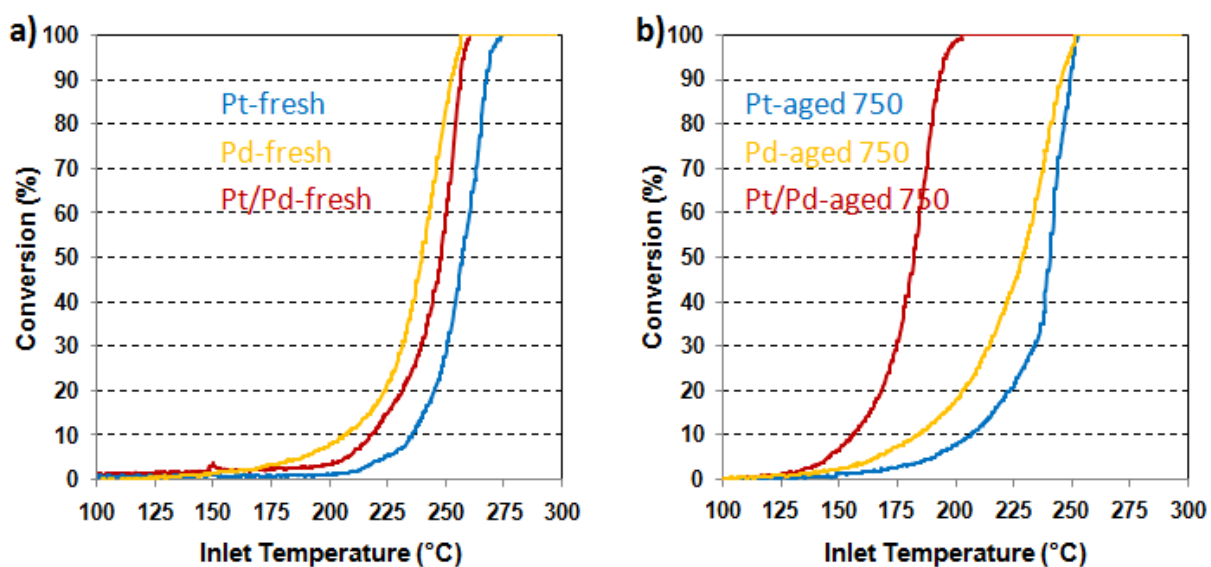 a)
Conversion (%)
100
90
80
70
60
50
40
30
20
10
0
Pt-fresh
Pd-fresh
Pt/Pd-fresh
100 125 150 175 200 225 250 275 300
Inlet Temperature (°C)
b)
Conversion (%)
100
90
80
70
60
50
40
30
20
10
0
Pt-aged 750
Pd-aged 750
Pt/Pd-aged 750
100 125 150 175 200 225 250 275 300
Inlet Temperature (°C)